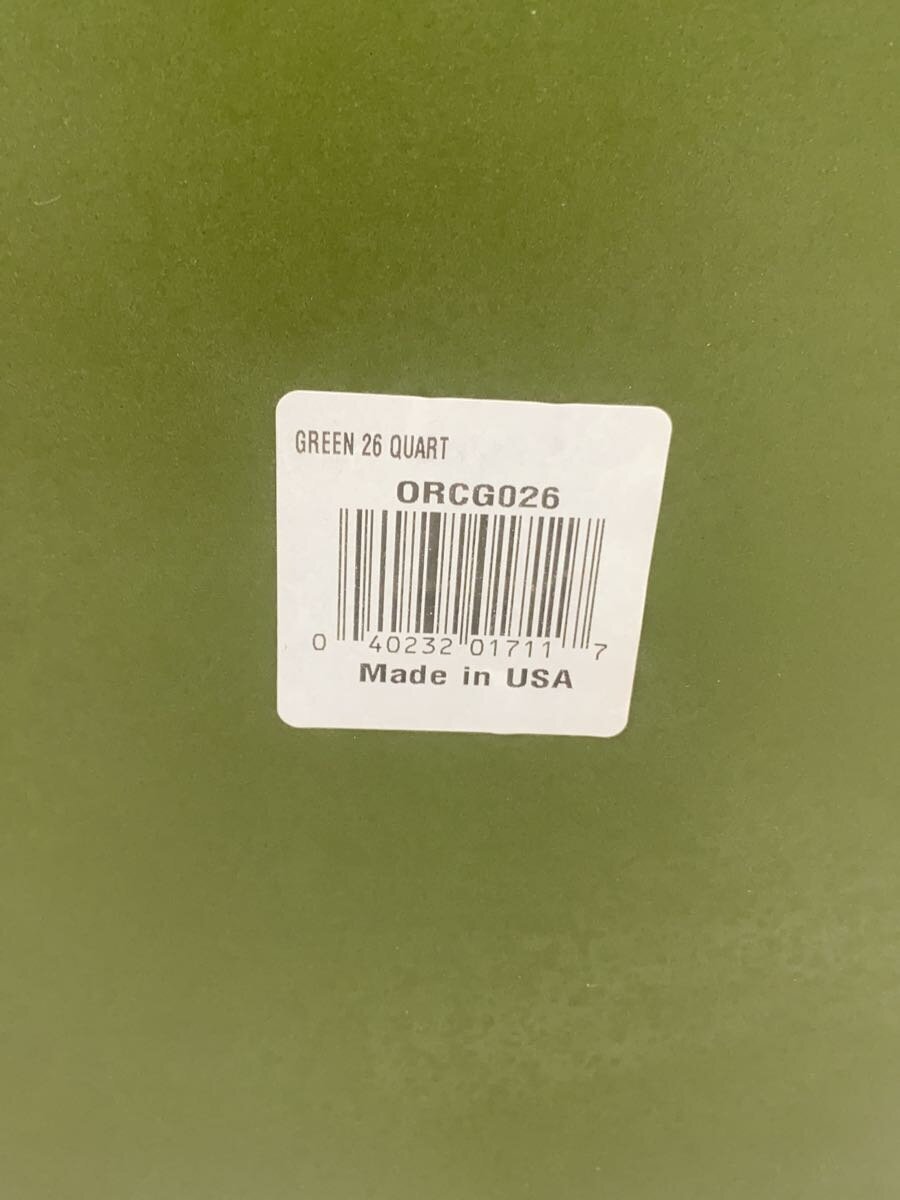 GREEN 26 QUART
ORCG026
0 40232 01711 7
Made in USA